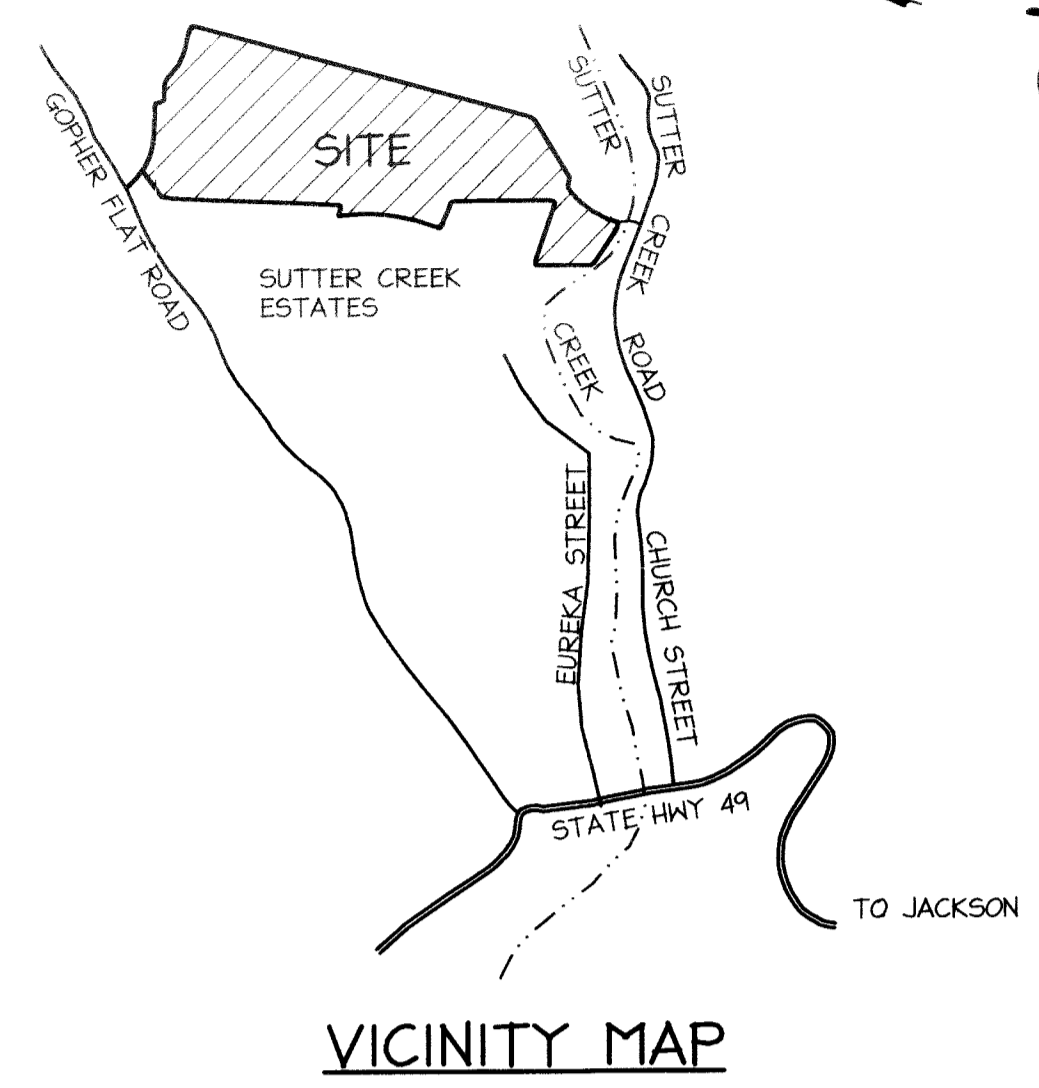 GOPHER FLAT ROAD
SITE
SUTTER
SUTTER CREEK ROAD
SUTTER CREEK
ESTATES
CREEK
EUREKA STREET
CHURCH STREET
STATE HWY 49
TO JACKSON
VICINITY MAP